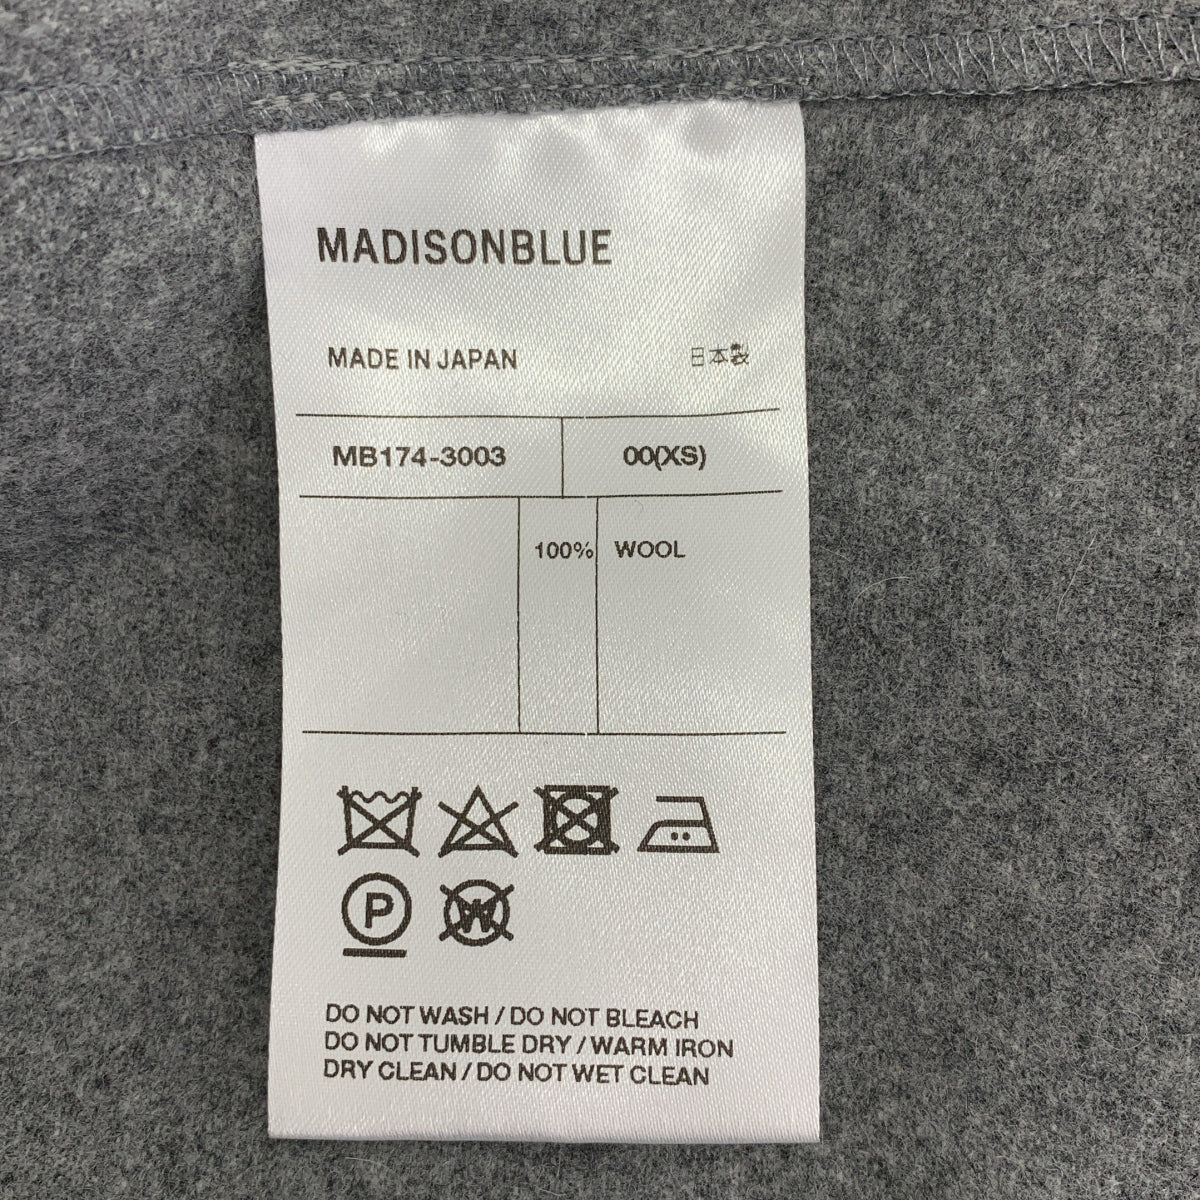 MADISONBLUE
MADE IN JAPAN 日本製
MB174-3003 00(XS)
100% WOOL
P W
DO NOT WASH / DO NOT BLEACH
DO NOT TUMBLE DRY / WARM IRON
DRY CLEAN / DO NOT WET CLEAN